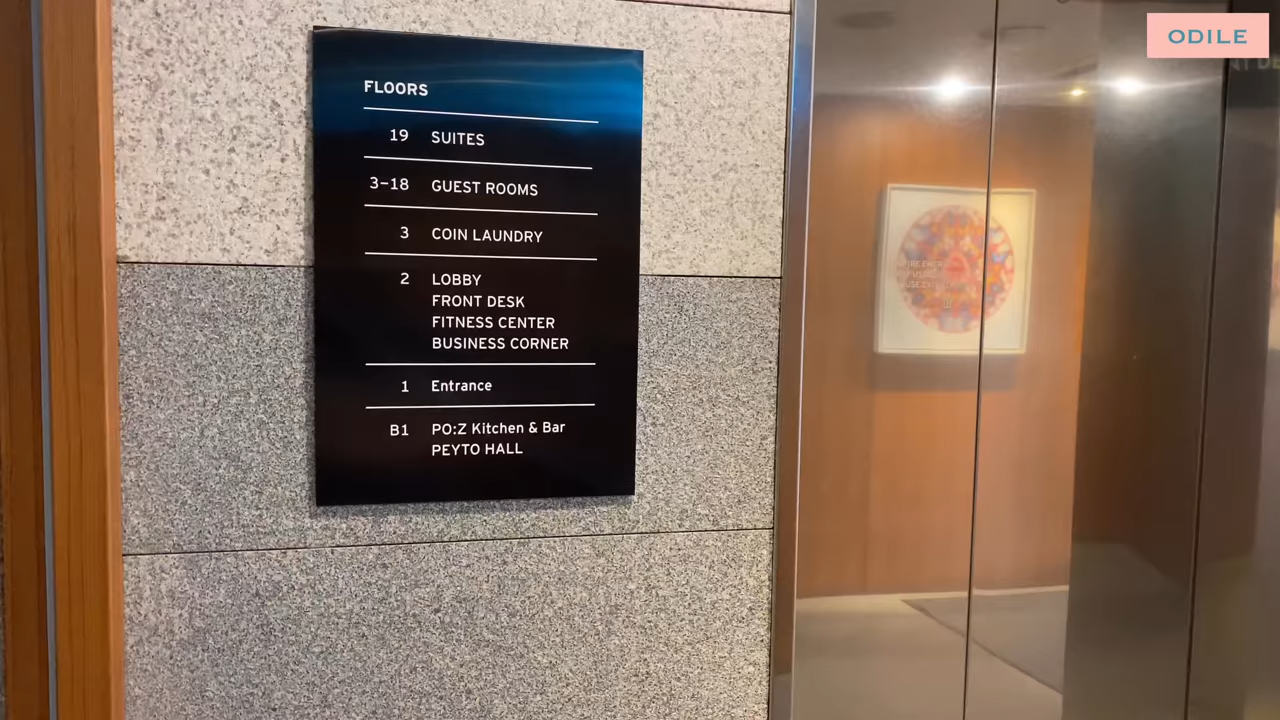 ODILE
FLOORS
19 SUITES
3-18 GUEST ROOMS
3 COIN LAUNDRY
2 LOBBY
FRONT DESK
FITNESS CENTER
BUSINESS CORNER
1 Entrance
B1 PO:Z Kitchen & Bar
PEYTO HALL